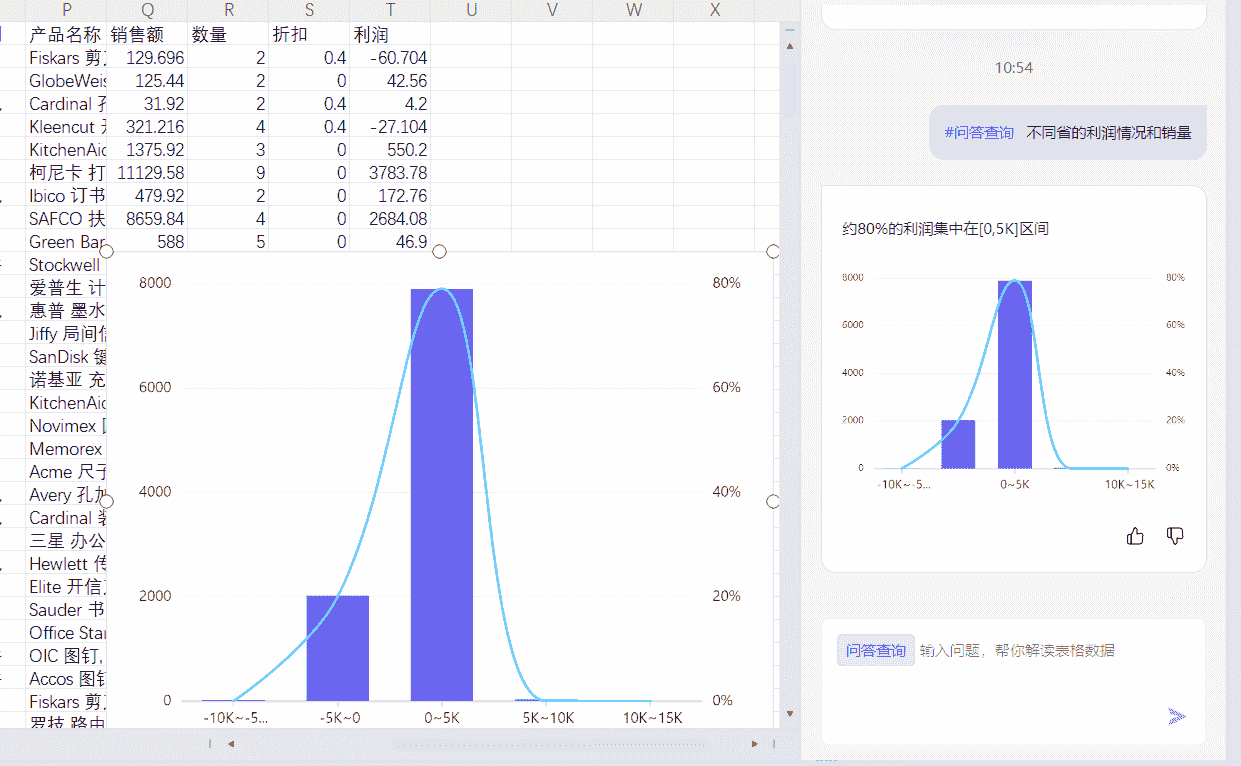 P Q R S T U V W X
产品名称 销售额 数量 折扣 利润
Fiskars 剪 129.696 2 0.4 -60.704
GlobeWeis 125.44 2 0 42.56
Cardinal 孔 31.92 2 0.4 4.2
Kleencut 开 321.216 4 0.4 -27.104
KitchenAid 1375.92 3 0 550.2
柯尼卡 打 11129.58 9 0 3783.78
Ibico 订书 479.92 2 0 172.76
SAFCO 扶 8659.84 4 0 2684.08
Green Bar 588 5 0 46.9
Stockwell
爱普生 计
惠普 墨水
Jiffy 局间信
SanDisk 键
诺基亚 充
KitchenAid
Novimex
Memorex
Acme 尺子
Avery 孔加
Cardinal 装
三星 办公
Hewlett 传
Elite 开信
Sauder 书
Office Star
OIC 图钉,
Accos 图钉
Fiskars 剪
罗技 路由
8000 80%
6000 60%
4000 40%
2000 20%
0 0%
-10K~-5... -5K~0 0~5K 5K~10K 10K~15K
10:54
#问答查询 不同省的利润情况和销量
约80%的利润集中在[0,5K]区间
8000 80%
6000 60%
4000 40%
2000 20%
0 0%
-10K~-5... 0~5K 10K~15K
问答查询 输入问题，帮你解读表格数据